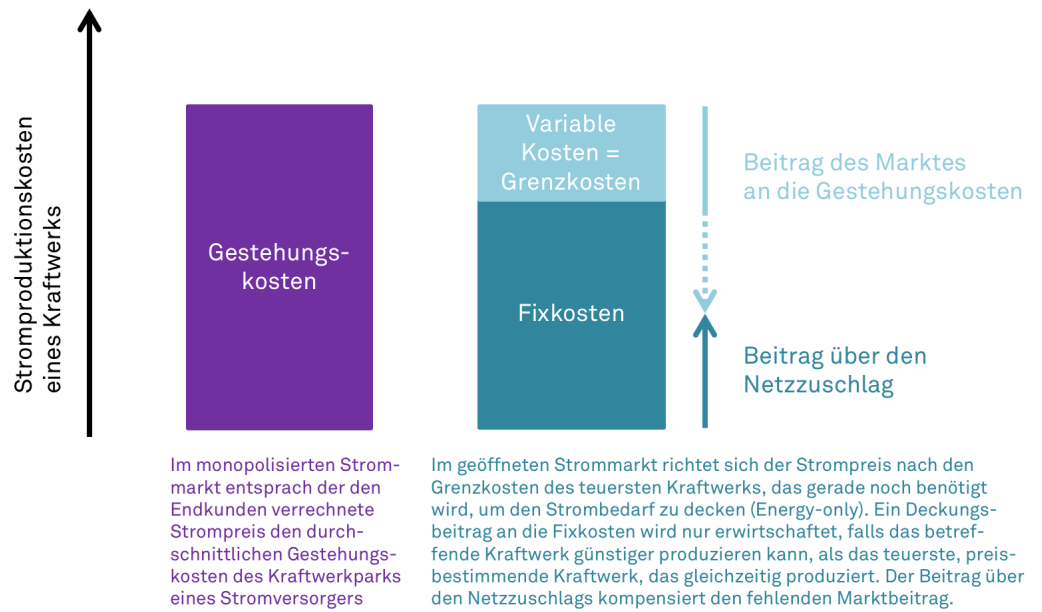 Stromproduktionskosten
eines Kraftwerks
Gestehungs-
kosten
Variable
Kosten =
Grenzkosten
Fixkosten
Beitrag des Marktes
an die Gestehungskosten
Beitrag über den
Netzzuschlag
Im monopolisierten Strom-
markt entsprach der den
Endkunden verrechnete
Strompreis den durch-
schnittlichen Gestehungs-
kosten des Kraftwerkparks
eines Stromversorgers
Im geöffneten Strommarkt richtet sich der Strompreis nach den
Grenzkosten des teuersten Kraftwerks, das gerade noch benötigt
wird, um den Strombedarf zu decken (Energy-only). Ein Deckungs-
beitrag an die Fixkosten wird nur erwirtschaftet, falls das betref-
fende Kraftwerk günstiger produzieren kann, als das teuerste, preis-
bestimmende Kraftwerk, das gleichzeitig produziert. Der Beitrag über
den Netzzuschlags kompensiert den fehlenden Marktbeitrag.